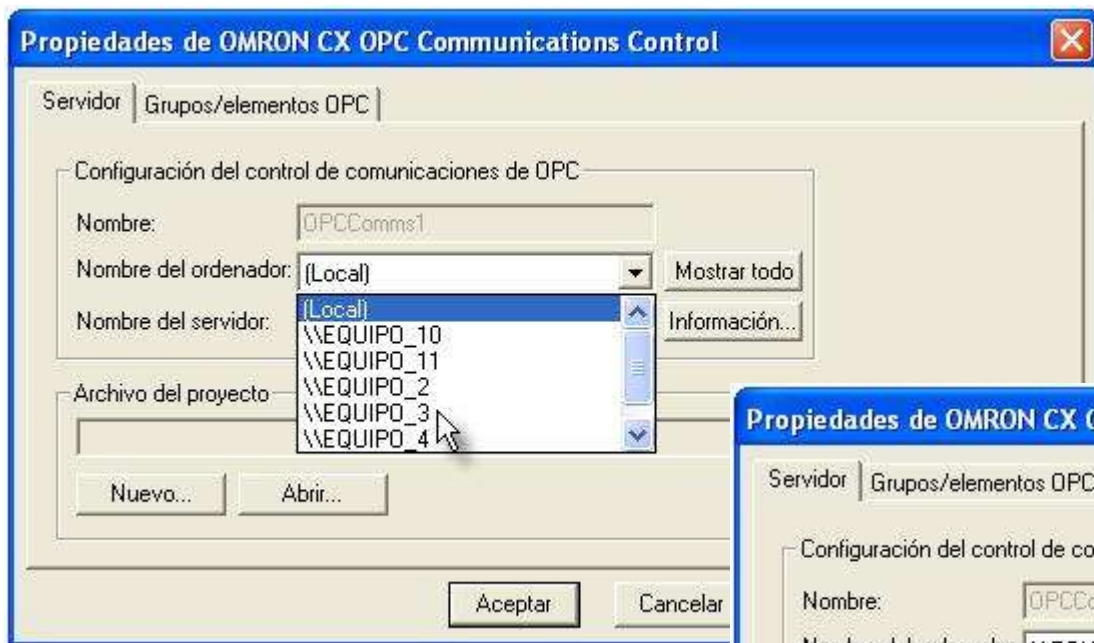 Propiedades de OMRON CX OPC Communications Control
Servidor Grupos/elementos OPC
Configuración del control de comunicaciones de OPC
Nombre: OPCComms1
Nombre del ordenador: (Local) Mostrar todo
(Local)
Nombre del servidor: Información...
\\EQUIPO_10
\\EQUIPO_11
\\EQUIPO_2
\\EQUIPO_3
\\EQUIPO_4
Archivo del proyecto
Nuevo... Abrir...
Aceptar Cancelar
Propiedades de OMRON CX
Servidor Grupos/elementos OPC
Configuración del control de co
Nombre: OPCCo